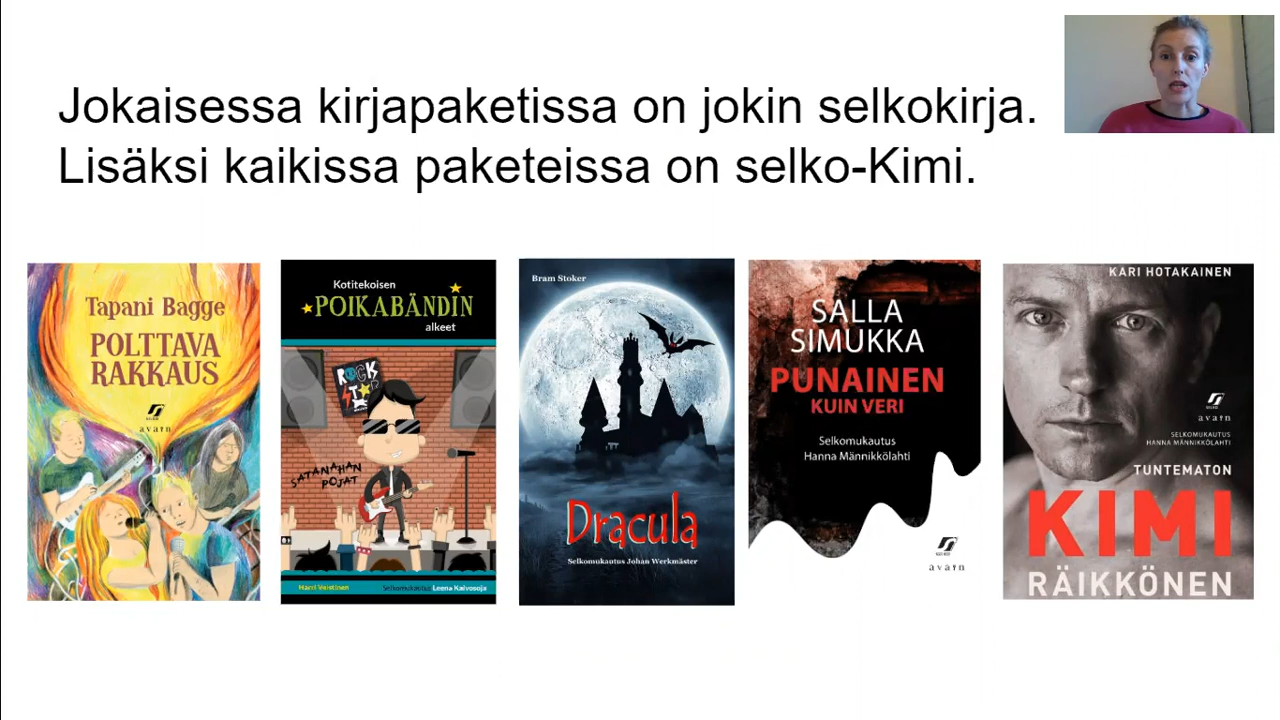 Jokaisessa kirjapaketissa on jokin selkokirja.
Lisäksi kaikissa paketeissa on selko-Kimi.
Tapani Bagge
POLTTAVA
RAKKAUS
avain
Kotitekoisen
POIKABÄNDIN
alkeet
ROCK
STAR
SATANAHAN
POJAT
Harri Veistinen
Selkomukautus Leena Kaivosoja
Bram Stoker
Dracula
Selkomukautus Johan Werkmäster
SALLA
SIMUKKA
PUNAINEN
KUIN VERI
Selkomukautus
Hanna Männikkölahti
avain
KARI HOTAKAINEN
avain
SELKOMUKAUTUS
HANNA MÄNNIKKÖLAHTI
TUNTEMATON
KIMI
RÄIKKÖNEN